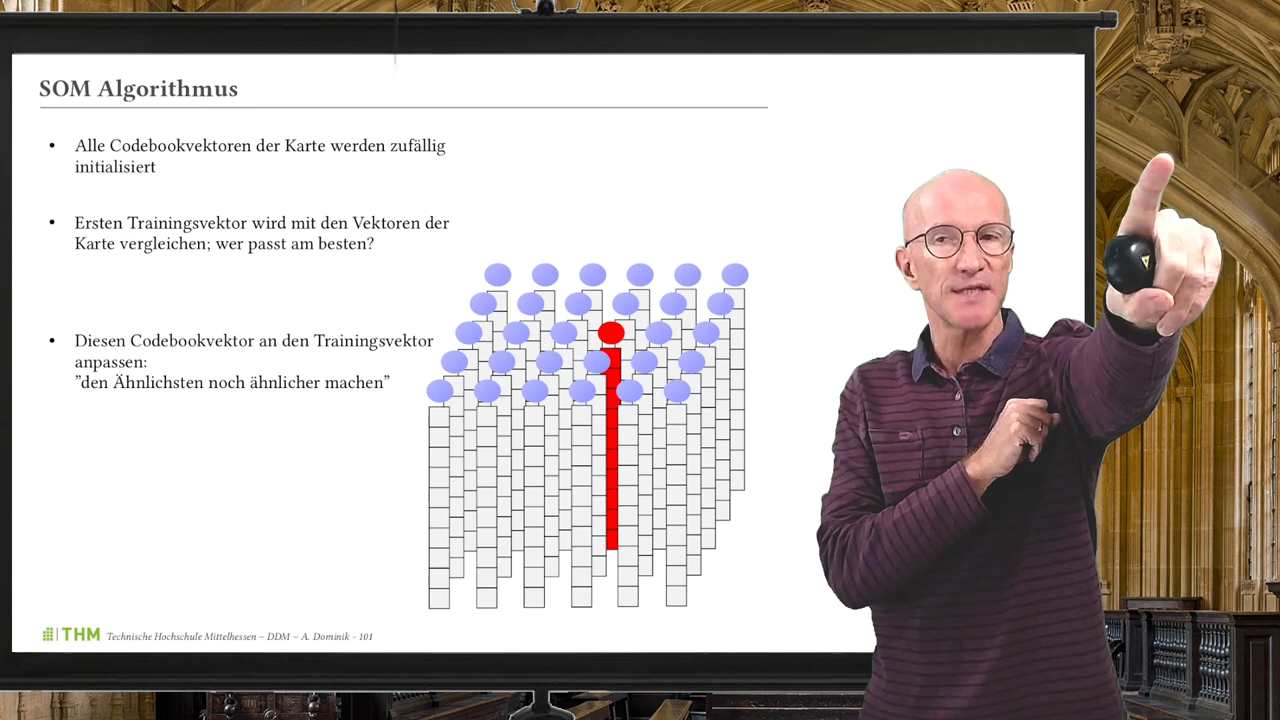 SOM Algorithmus
• Alle Codebookvektoren der Karte werden zufällig
initialisiert
• Ersten Trainingsvektor wird mit den Vektoren der
Karte vergleichen; wer passt am besten?
• Diesen Codebookvektor an den Trainingsvektor
anpassen:
”den Ähnlichsten noch ähnlicher machen”
THM Technische Hochschule Mittelhessen – DDM – A. Dominik - 101